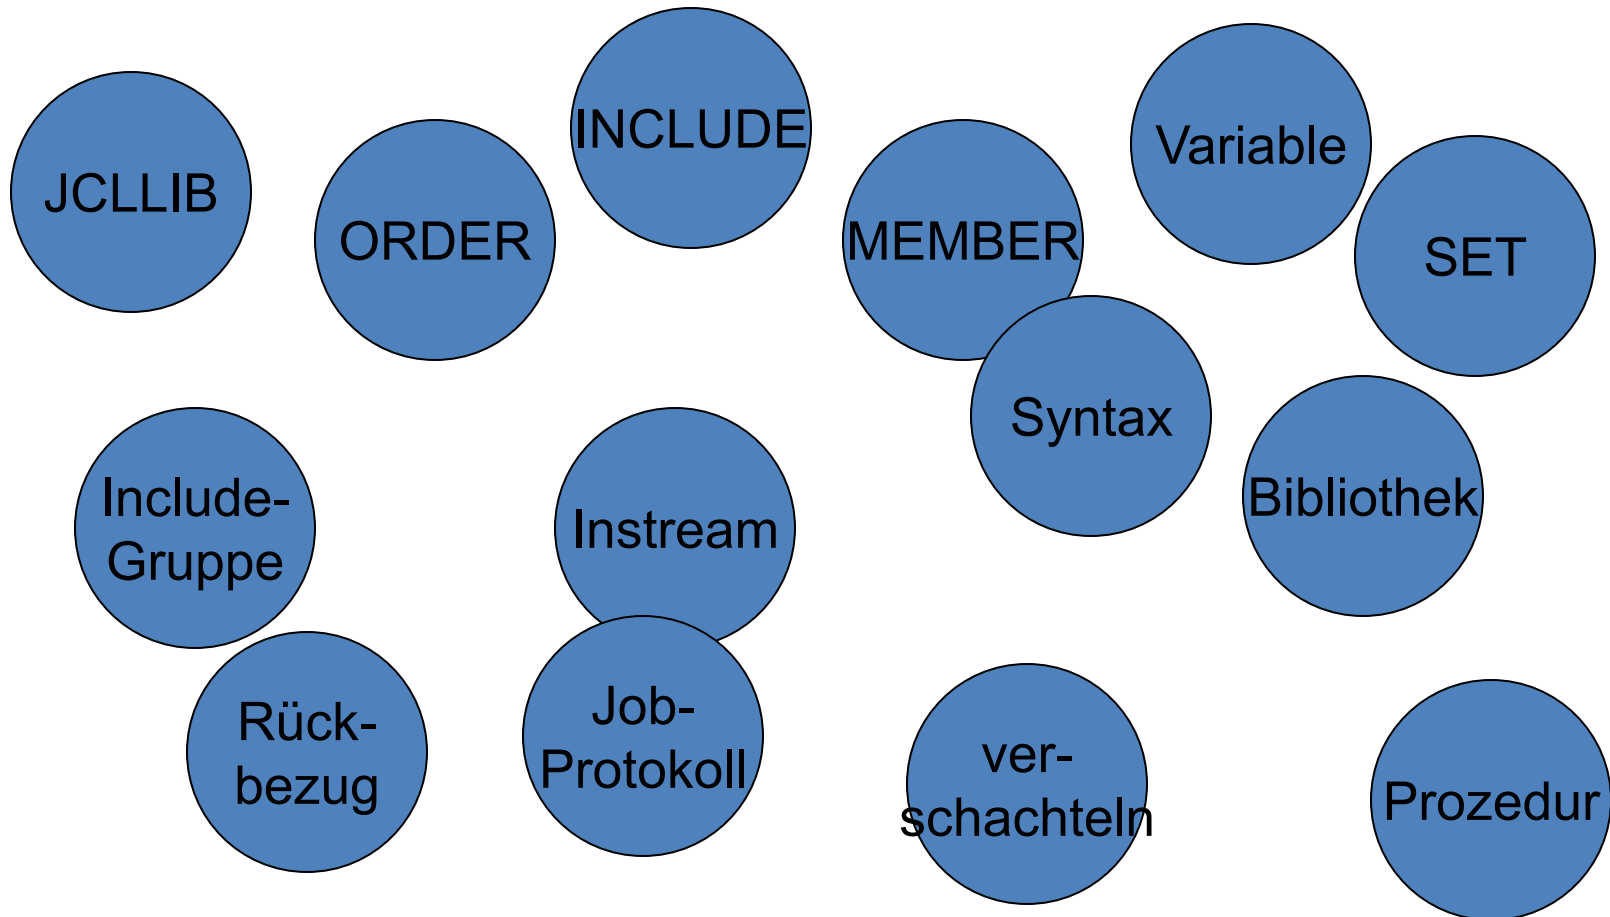 INCLUDE
Variable
JCLLIB
ORDER
MEMBER
SET
Syntax
Include-
Gruppe
Instream
Bibliothek
Rück-
bezug
Job-
Protokoll
ver-
schachteln
Prozedur